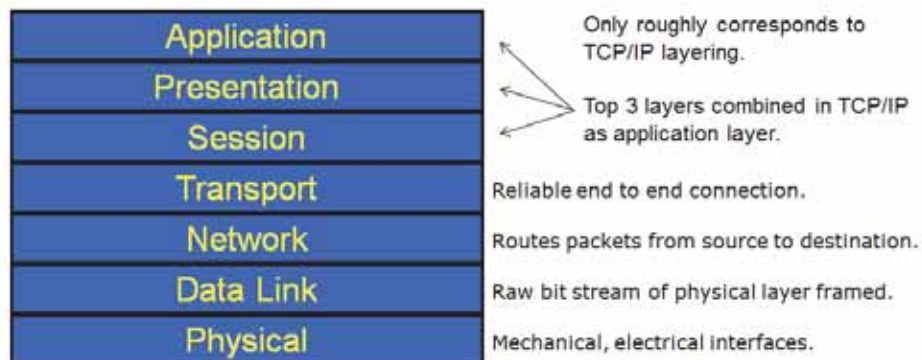 Application
Presentation
Session
Transport
Network
Data Link
Physical
Only roughly corresponds to
TCP/IP layering.
Top 3 layers combined in TCP/IP
as application layer.
Reliable end to end connection.
Routes packets from source to destination.
Raw bit stream of physical layer framed.
Mechanical, electrical interfaces.